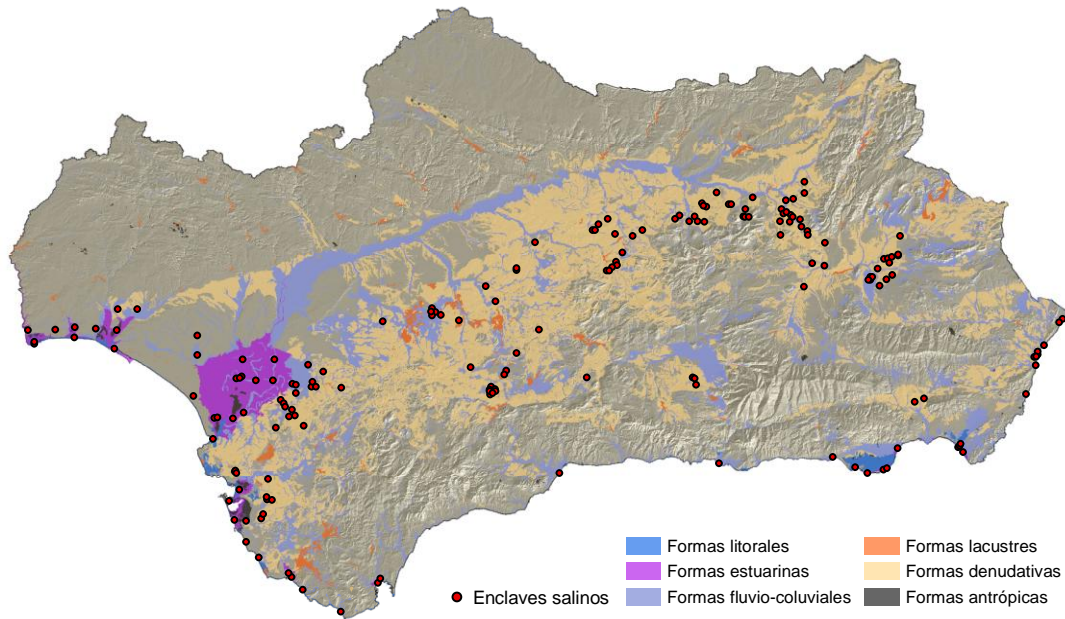 Enclaves salinos
Formas litorales
Formas estuarinas
Formas fluvio-coluviales
Formas lacustres
Formas denudativas
Formas antrópicas